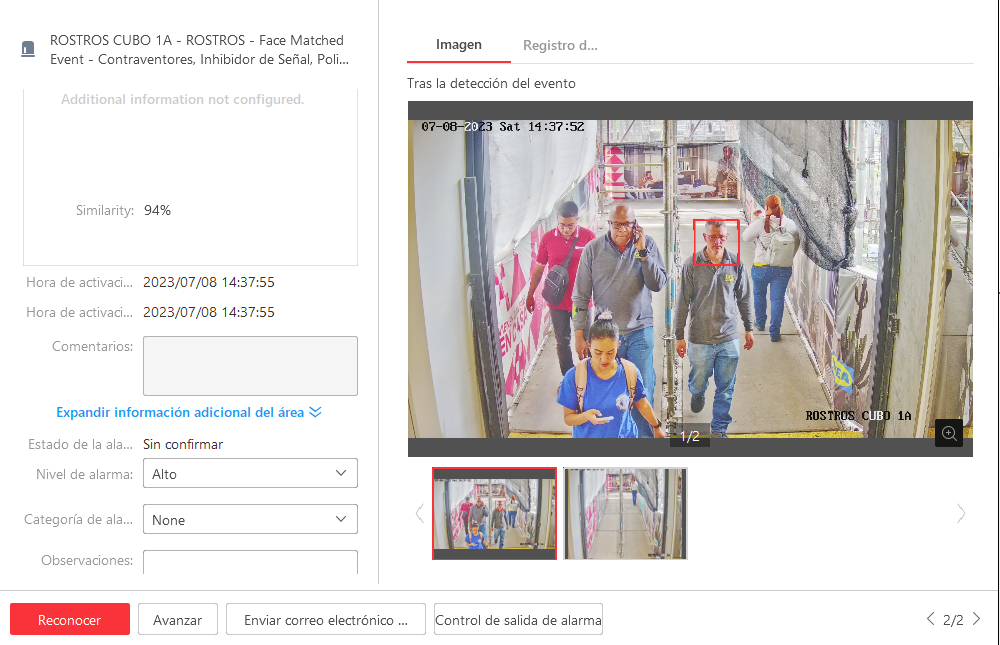 ROSTROS CUBO 1A - ROSTROS - Face Matched
Event - Contraventores, Inhibidor de Señal, Poli...
Additional information not configured.
Similarity: 94%
Hora de activaci... 2023/07/08 14:37:55
Hora de activaci... 2023/07/08 14:37:55
Comentarios:
Expandir información adicional del área
Estado de la ala... Sin confirmar
Nivel de alarma: Alto
Categoría de ala... None
Observaciones:
Imagen Registro d...
Tras la detección del evento
07-08-2023 Sat 14:37:52
ROSTROS CUBO 1A
1/2
Reconocer Avanzar Enviar correo electrónico ... Control de salida de alarma 2/2